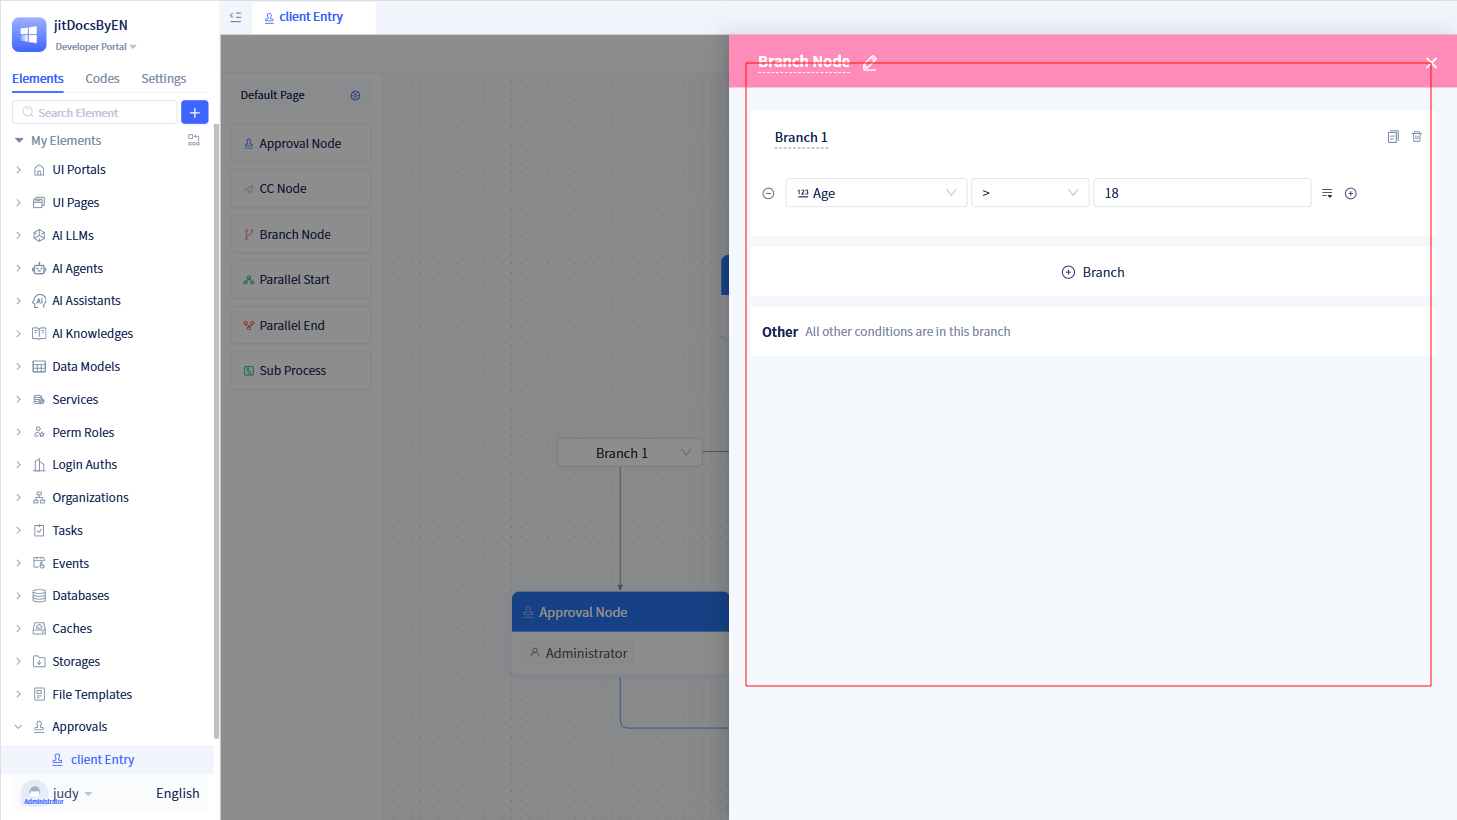 jitDocsByEN
Developer Portal
Elements Codes Settings
Search Element
My Elements
UI Portals
UI Pages
AI LLMs
AI Agents
AI Assistants
AI Knowledges
Data Models
Services
Perm Roles
Login Auths
Organizations
Tasks
Events
Databases
Caches
Storages
File Templates
Approvals
client Entry
judy
Administrator
English
client Entry
Default Page
Approval Node
CC Node
Branch Node
Parallel Start
Parallel End
Sub Process
Branch 1
Approval Node
Administrator
Branch Node
Branch 1
123 Age > 18
Branch
Other All other conditions are in this branch